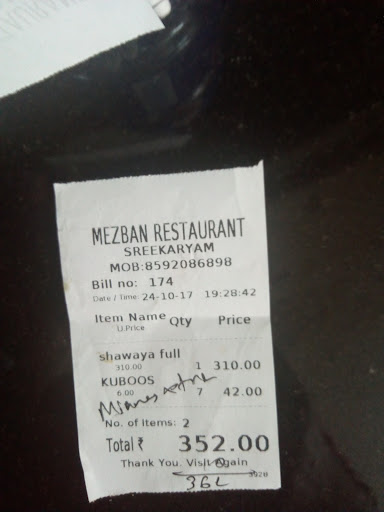 MEZBAN RESTAURANT
SREEKARYAM
MOB:8592086898
Bill no: 174
Date / Time: 24-10-17 19:28:42
Item Name Qty Price
U.Price
shawaya full
310.00 1 310.00
KUBOOS
6.00 7 42.00
No. of Items: 2
Total ₹ 352.00
Thank You. Visit Again